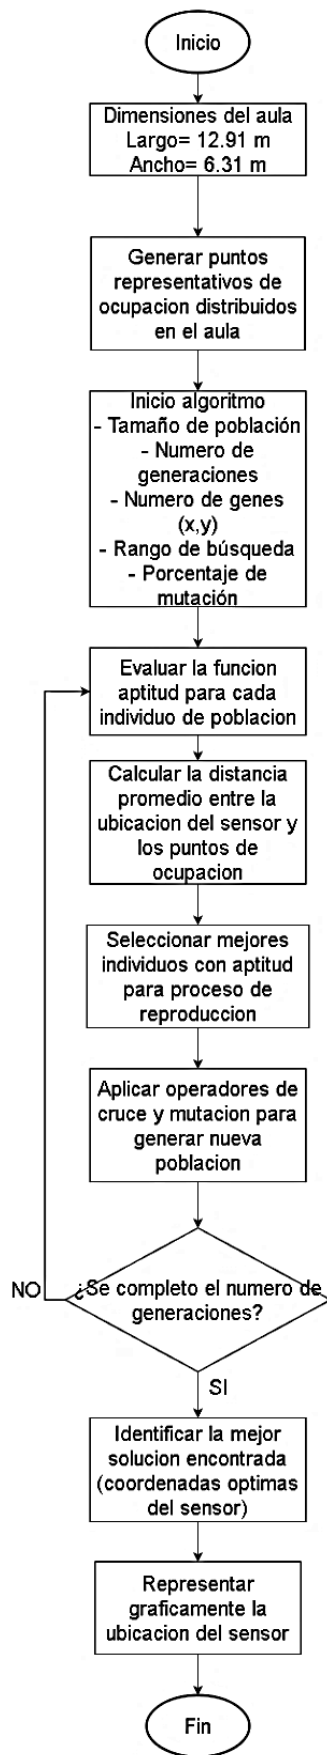 Inicio
Dimensiones del aula
Largo= 12.91 m
Ancho= 6.31 m
Generar puntos
representativos de
ocupacion distribuidos
en el aula
Inicio algoritmo
- Tamaño de población
- Numero de
generaciones
- Numero de genes
(x,y)
- Rango de búsqueda
- Porcentaje de
mutación
Evaluar la funcion
aptitud para cada
individuo de poblacion
Calcular la distancia
promedio entre la
ubicacion del sensor y
los puntos de
ocupacion
Seleccionar mejores
individuos con aptitud
para proceso de
reproduccion
Aplicar operadores de
cruce y mutacion para
generar nueva
poblacion
NO
¿Se completo el numero de
generaciones?
SI
Identificar la mejor
solucion encontrada
(coordenadas optimas
del sensor)
Representar
graficamente la
ubicacion del sensor
Fin